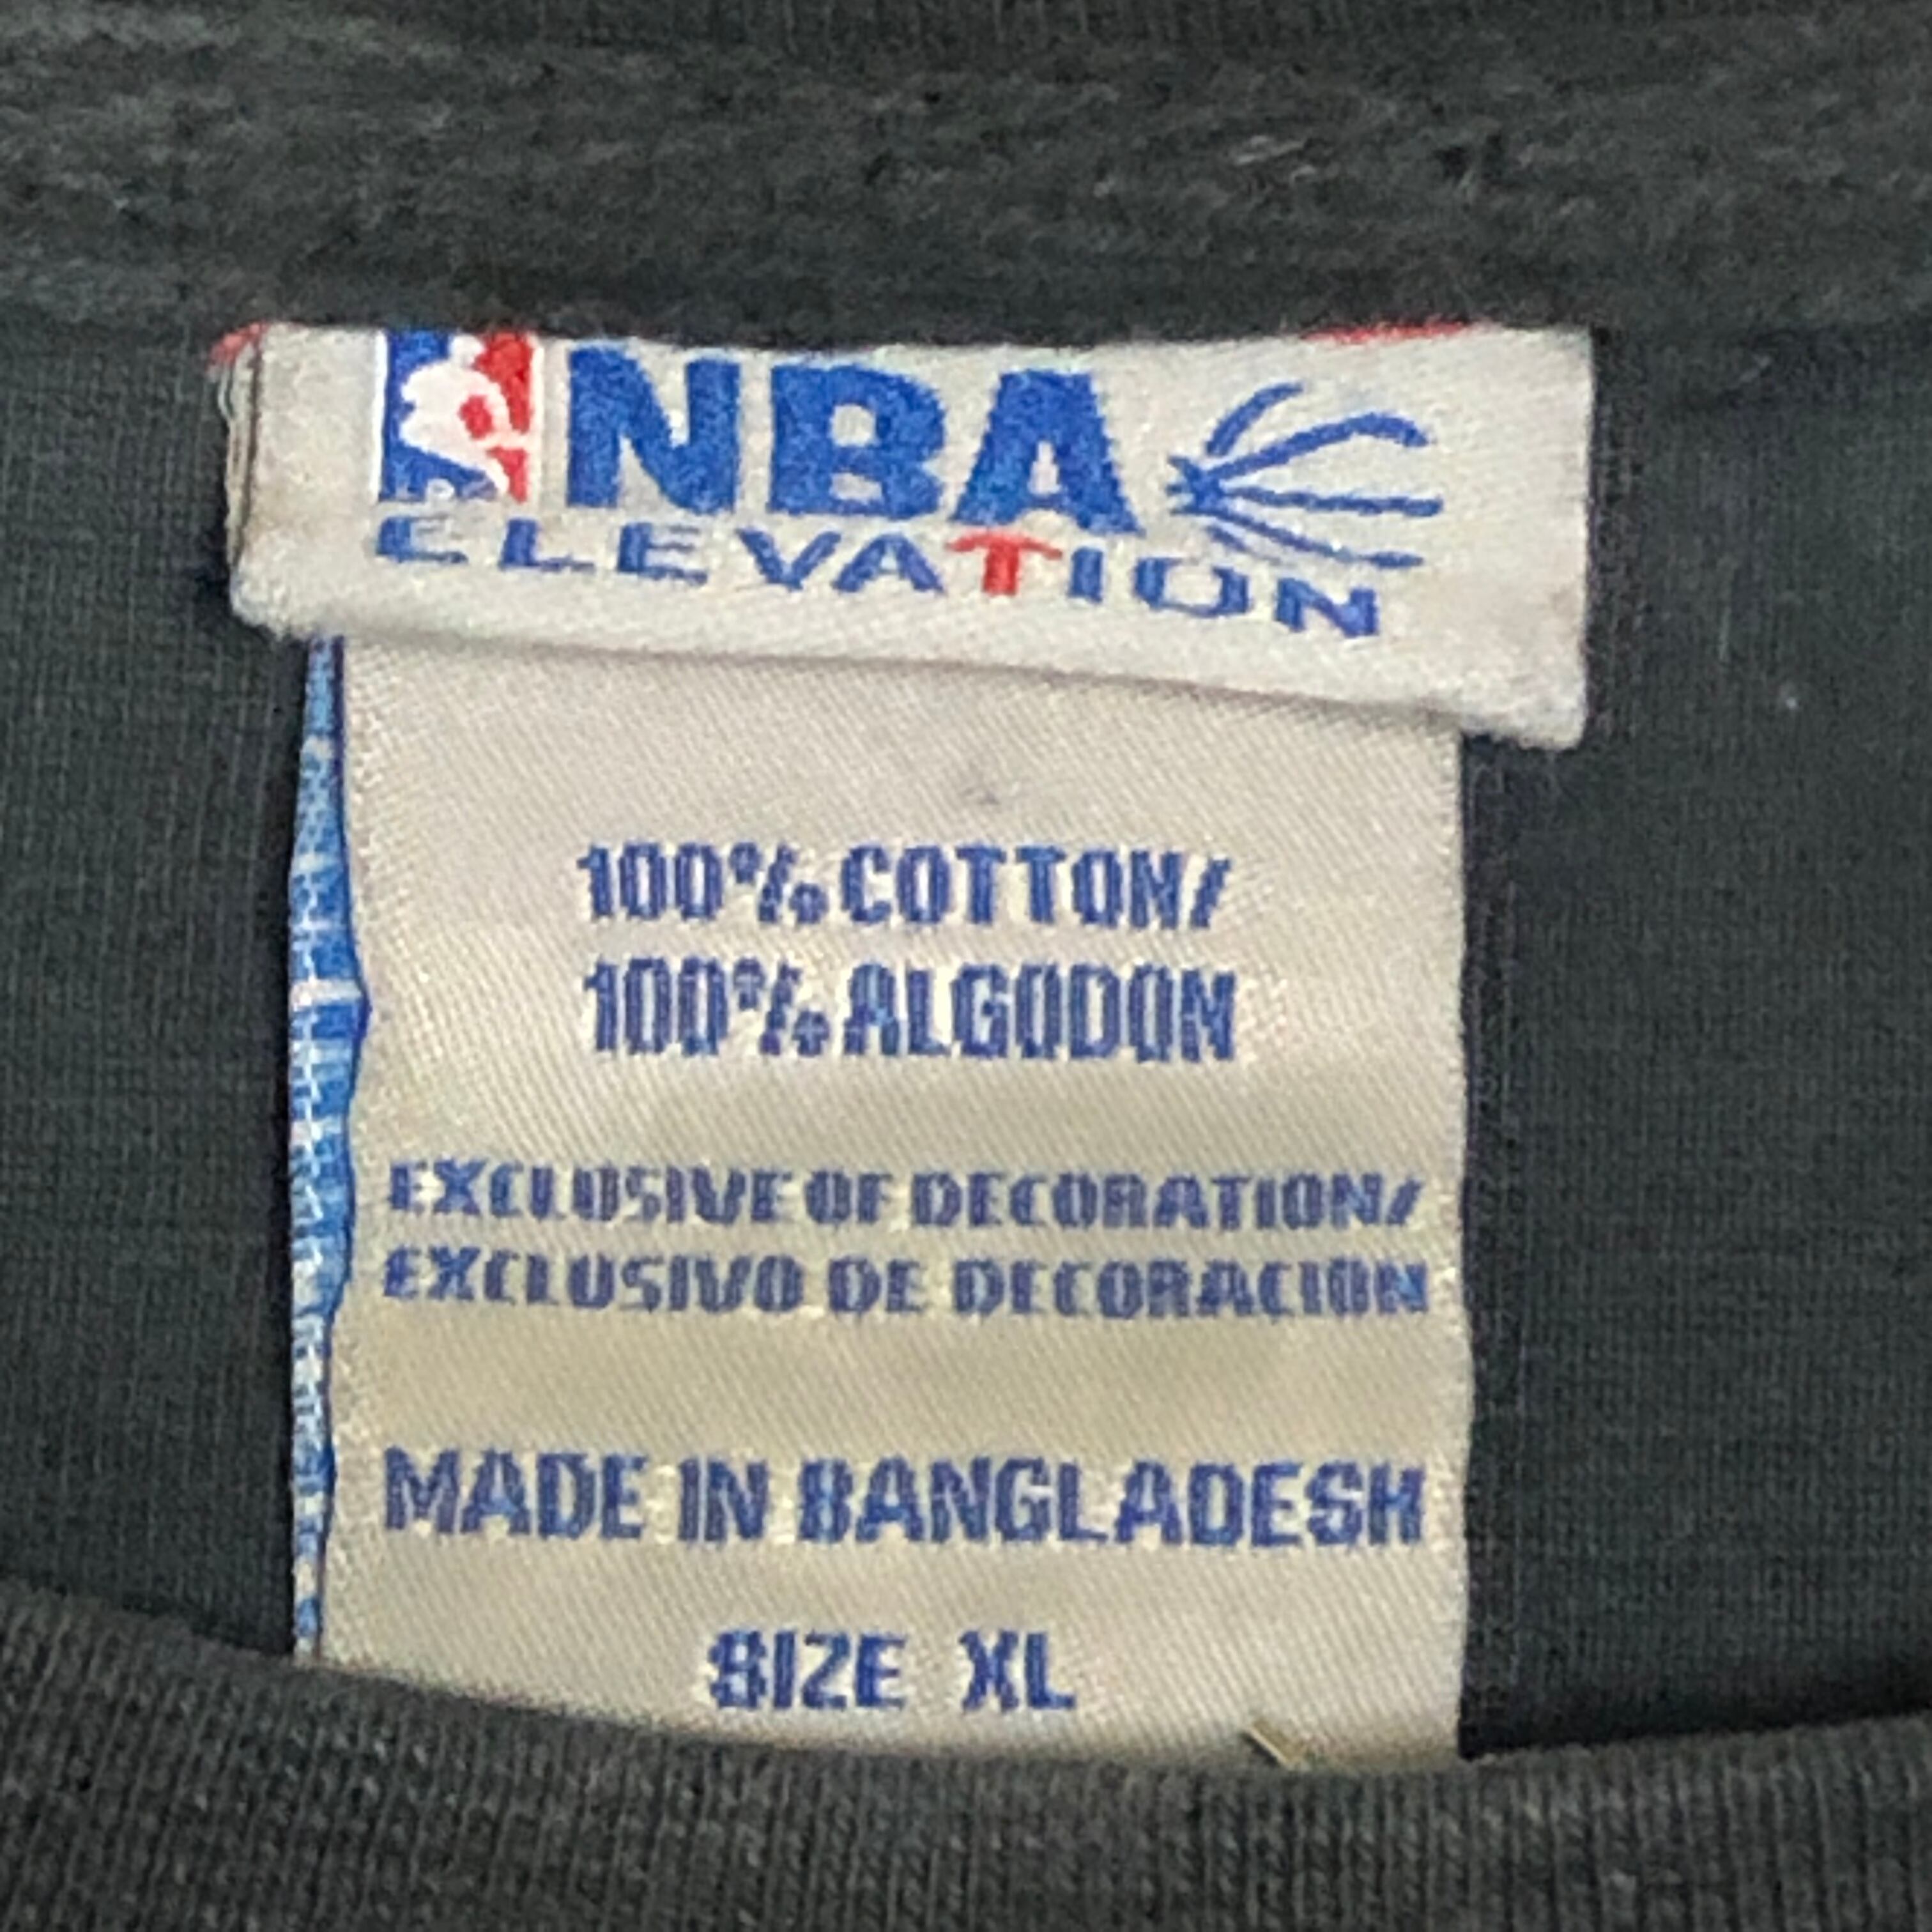 NBA
ELEVATION
100% COTTON/
100% ALGODON
EXCLUSIVE OF DECORATION/
EXCLUSIVO DE DECORACION
MADE IN BANGLADESH
SIZE XL